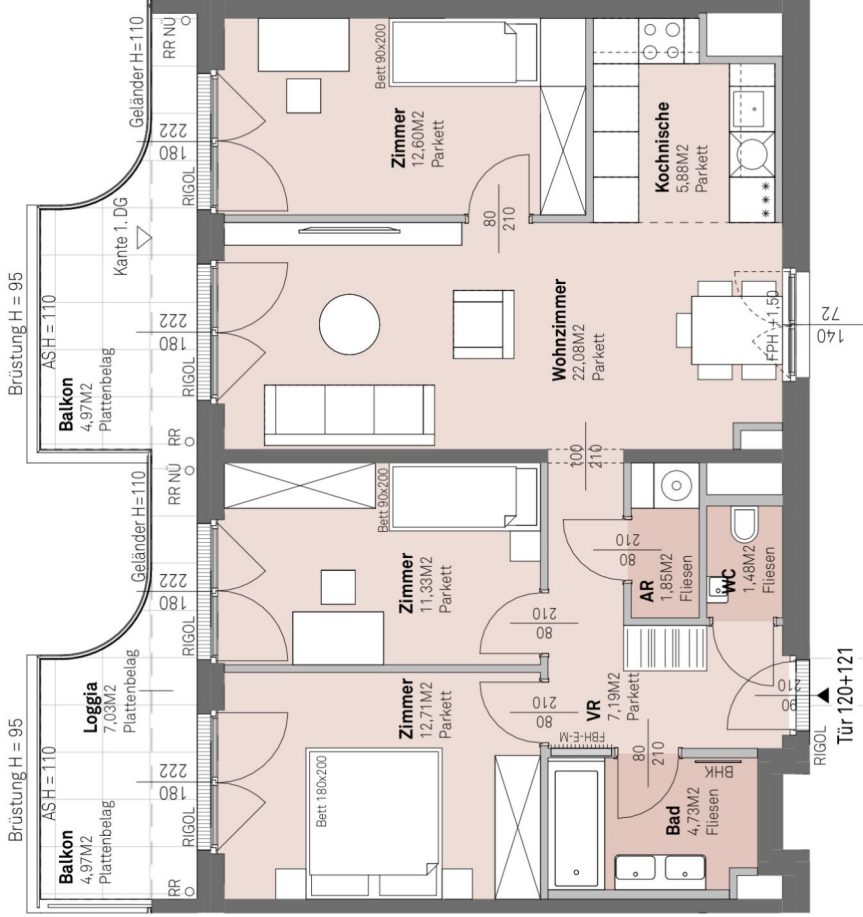 Brüstung H = 95
ASH = 110
Balkon
4,97M2
Plattenbelag
Loggia
7,03M2
Plattenbelag
Geländer H=110
RR
RIGOL
180
222
RIGOL
180
222
RR NÜ
Brüstung H = 95
ASH = 110
Balkon
4,97M2
Plattenbelag
Kante 1. DG
Geländer H=110
RR
RIGOL
180
222
RIGOL
180
222
RR NÜ
Bett 180x200
Zimmer
12,71M2
Parkett
80
210
Zimmer
11,33M2
Parkett
Bett 90x200
80
210
Wohnzimmer
22,08M2
Parkett
100
210
Zimmer
12,60M2
Parkett
Bett 90x200
80
210
Kochnische
5,88M2
Parkett
***
FPH +1,50
140
72
Bad
4,73M2
Fliesen
BHK
80
210
FBH-E-M
VR
7,19M2
Parkett
AR
1,85M2
Fliesen
80
210
WC
1,48M2
Fliesen
90
210
RIGOL
Tür 120+121